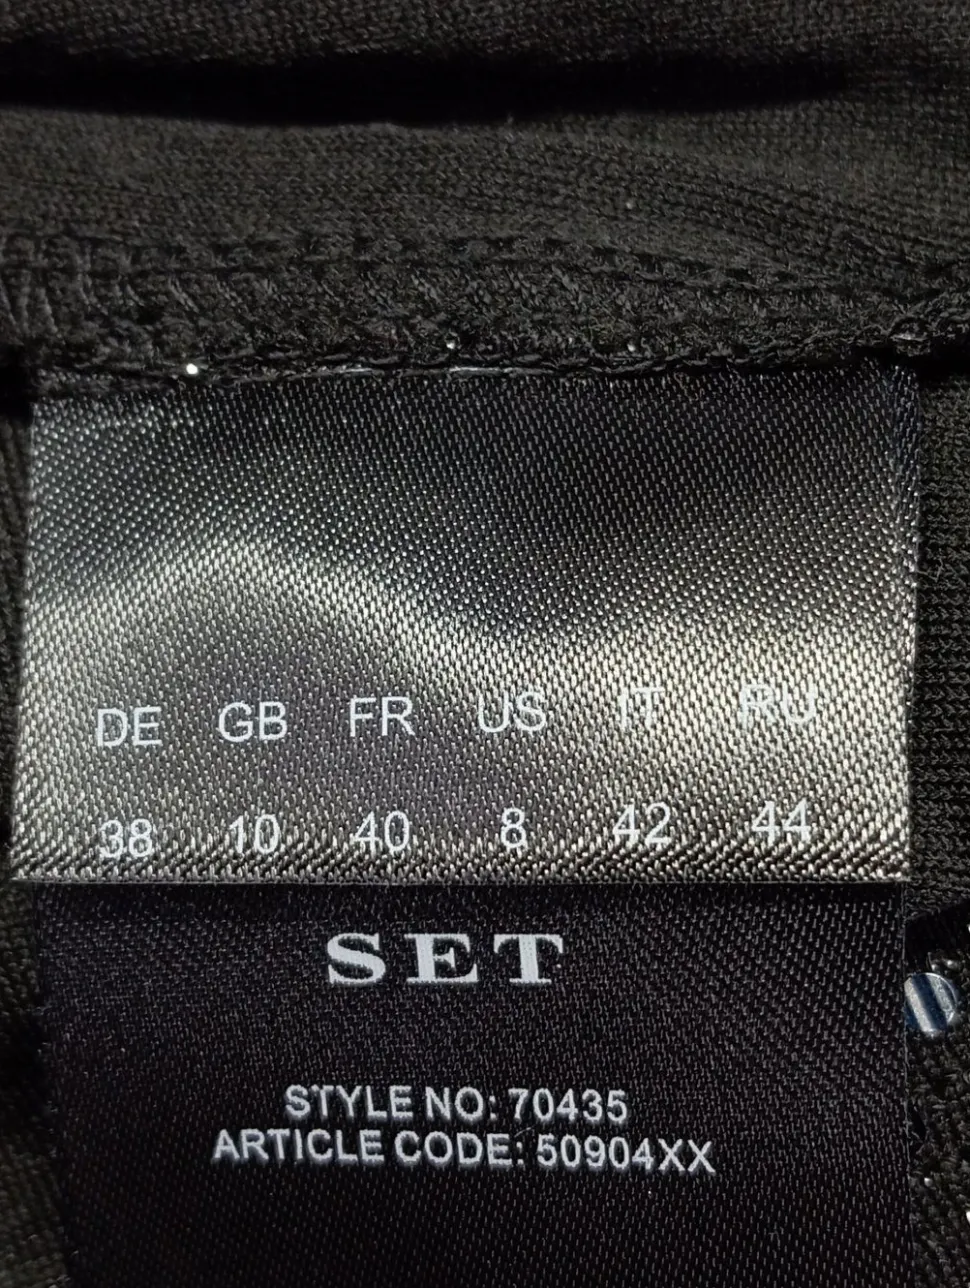 DE GB FR US IT RU
38 10 40 8 42 44
SET
STYLE NO: 70435
ARTICLE CODE: 50904XX